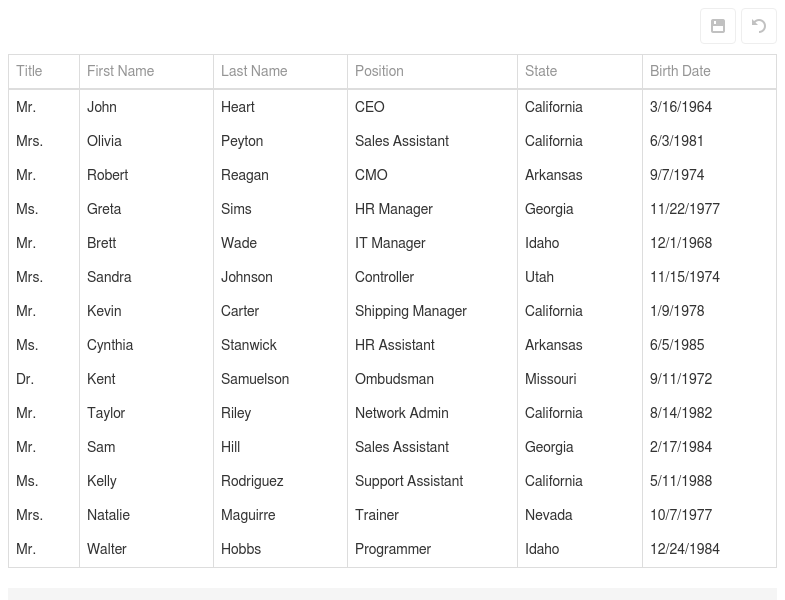 Title First Name Last Name Position State Birth Date
Mr. John Heart CEO California 3/16/1964
Mrs. Olivia Peyton Sales Assistant California 6/3/1981
Mr. Robert Reagan CMO Arkansas 9/7/1974
Ms. Greta Sims HR Manager Georgia 11/22/1977
Mr. Brett Wade IT Manager Idaho 12/1/1968
Mrs. Sandra Johnson Controller Utah 11/15/1974
Mr. Kevin Carter Shipping Manager California 1/9/1978
Ms. Cynthia Stanwick HR Assistant Arkansas 6/5/1985
Dr. Kent Samuelson Ombudsman Missouri 9/11/1972
Mr. Taylor Riley Network Admin California 8/14/1982
Mr. Sam Hill Sales Assistant Georgia 2/17/1984
Ms. Kelly Rodriguez Support Assistant California 5/11/1988
Mrs. Natalie Maguirre Trainer Nevada 10/7/1977
Mr. Walter Hobbs Programmer Idaho 12/24/1984